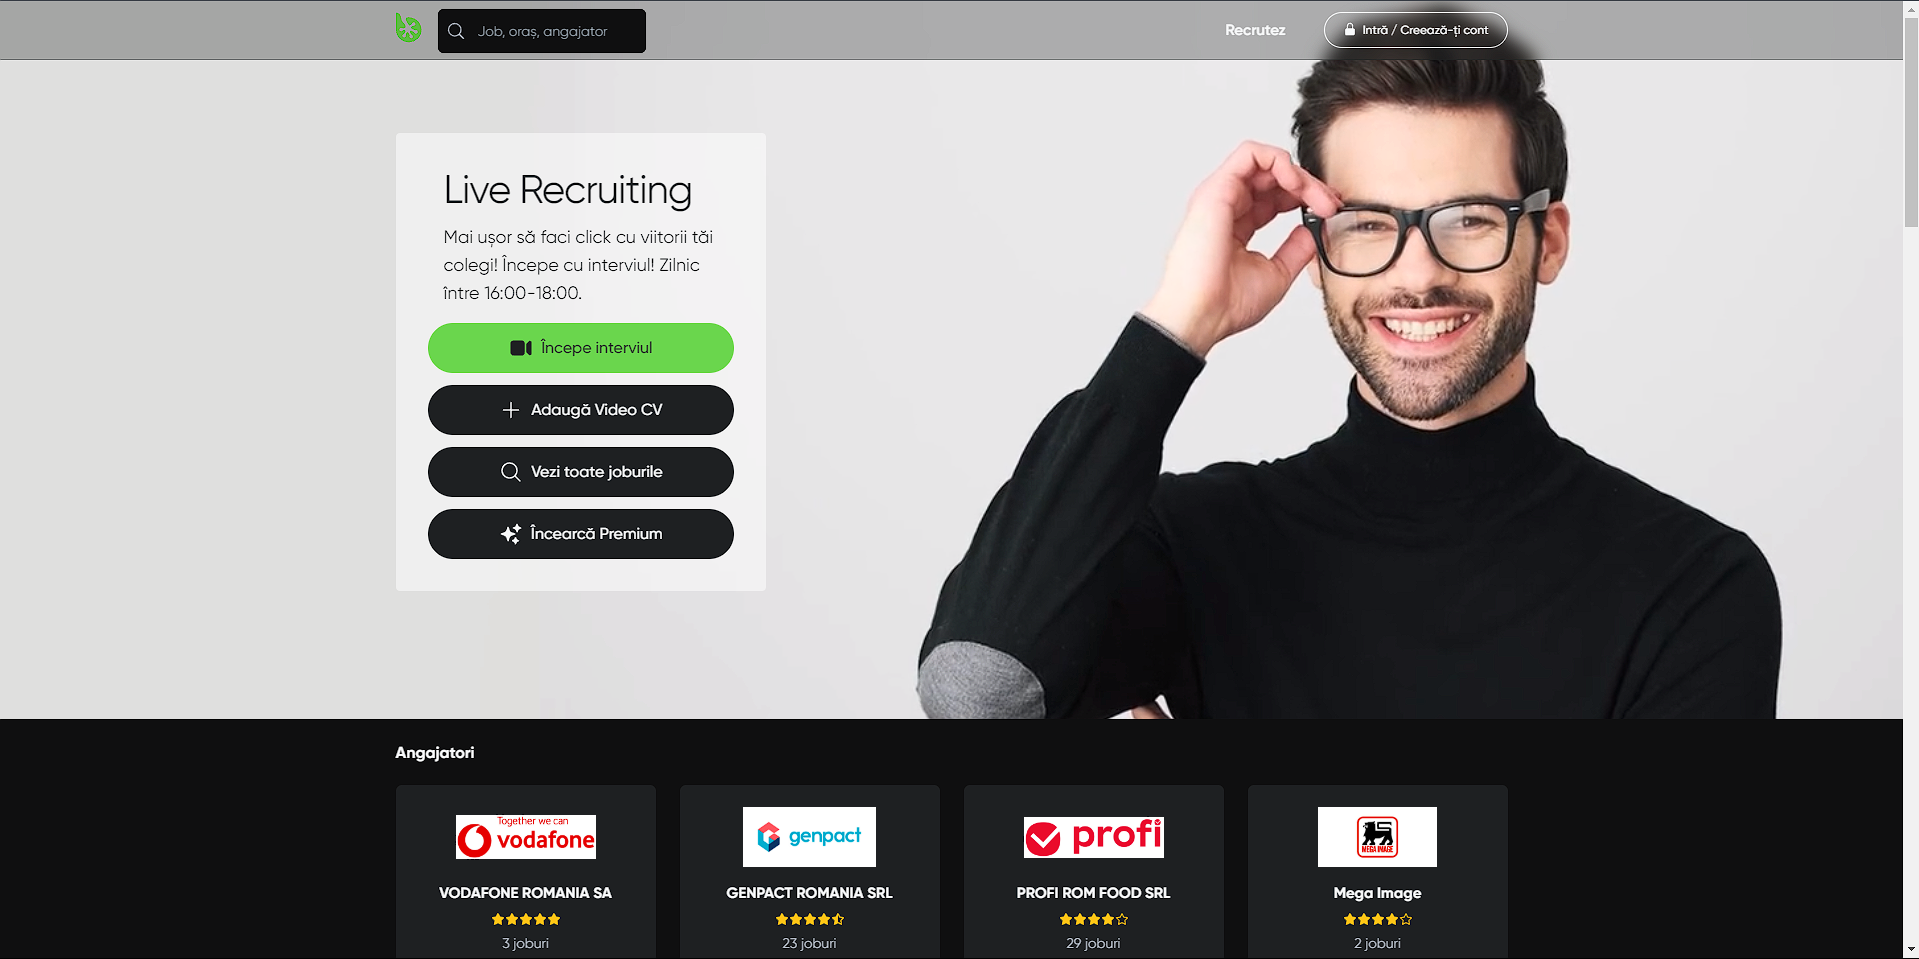 Job, oraș, angajator
Recrutez
Intră / Creează-ți cont
Live Recruiting
Mai ușor să faci click cu viitorii tăi
colegi! Începe cu interviul! Zilnic
între 16:00-18:00.
Începe interviul
Adaugă Video CV
Vezi toate joburile
Încearcă Premium
Angajatori
Together we can
vodafone
VODAFONE ROMANIA SA
3 joburi
genpact
GENPACT ROMANIA SRL
23 joburi
profi
PROFI ROM FOOD SRL
29 joburi
MEGA IMAGE
Mega Image
2 joburi